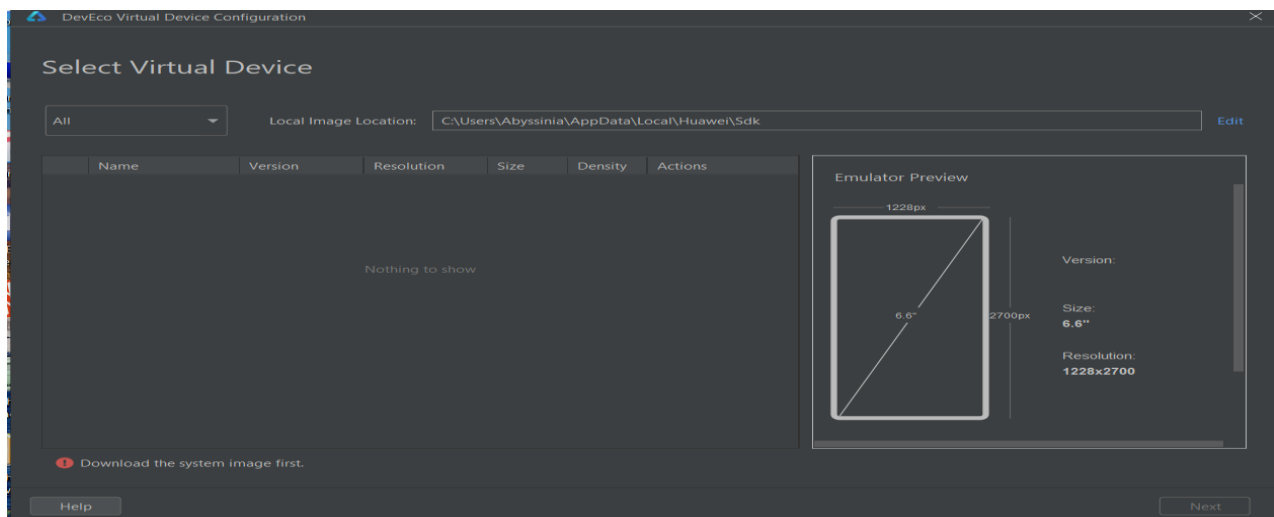 DevEco Virtual Device Configuration
Select Virtual Device
All
Local Image Location: C:\Users\Abyssinia\AppData\Local\Huawei\Sdk Edit
Name Version Resolution Size Density Actions
Nothing to show
Emulator Preview
1228px
6.6"
2700px
Version:
Size:
6.6"
Resolution:
1228x2700
Download the system image first.
Help
Next